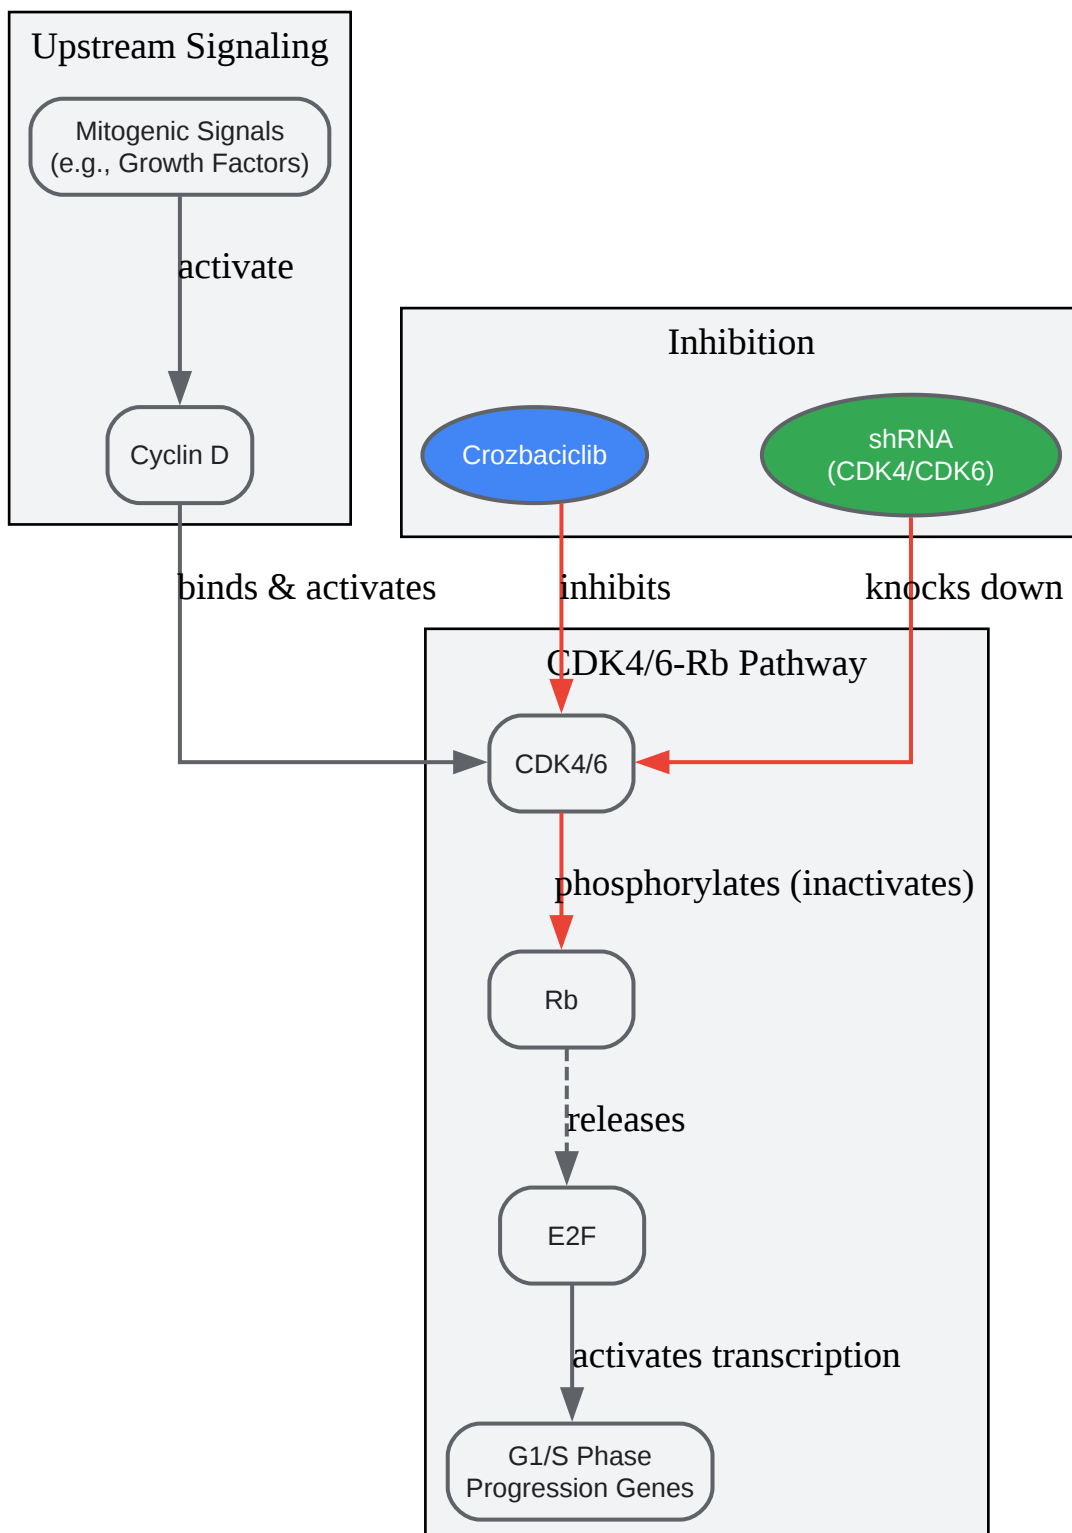 Upstream Signaling
Mitogenic Signals
(e.g., Growth Factors)
activate
Cyclin D
Inhibition
Crozbaciclib
shRNA
(CDK4/CDK6)
binds & activates
inhibits
knocks down
CDK4/6-Rb Pathway
CDK4/6
phosphorylates (inactivates)
Rb
releases
E2F
activates transcription
G1/S Phase
Progression Genes